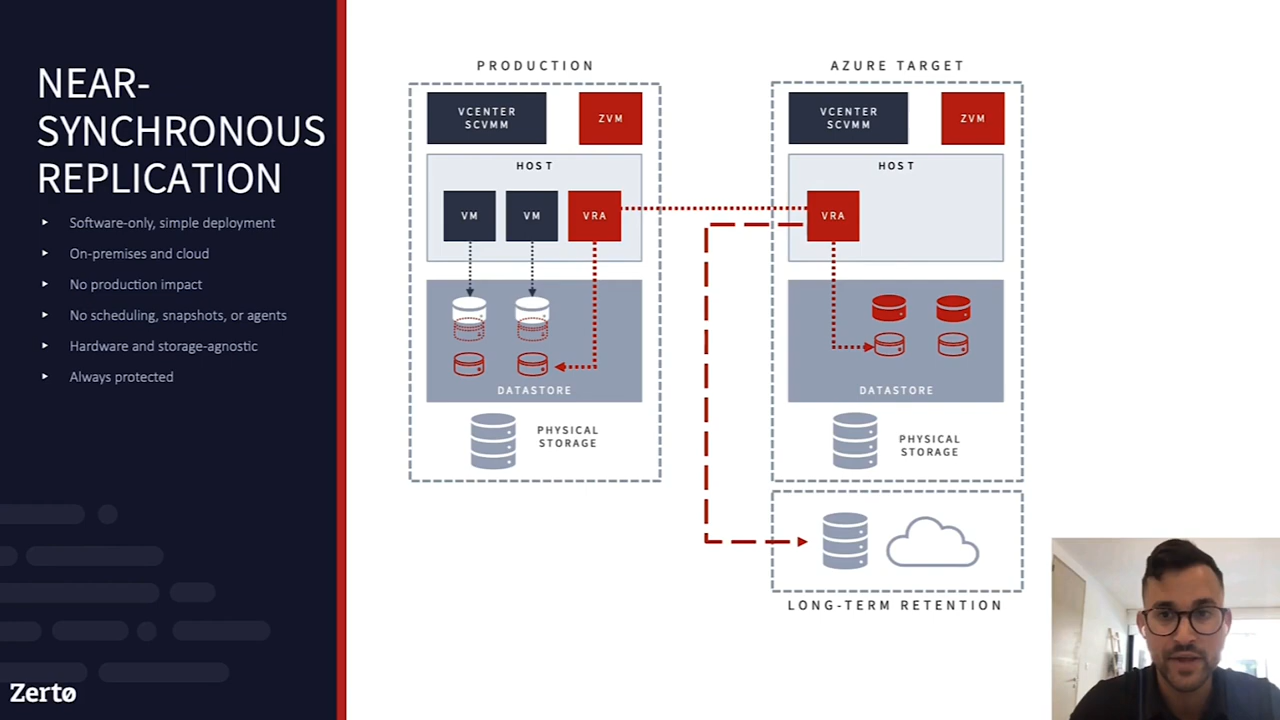 NEAR-
SYNCHRONOUS
REPLICATION
Software-only, simple deployment
On-premises and cloud
No production impact
No scheduling, snapshots, or agents
Hardware and storage-agnostic
Always protected
Zertø
PRODUCTION
VCENTER
SCVMM
ZVM
HOST
VM
VM
VRA
DATASTORE
PHYSICAL
STORAGE
AZURE TARGET
VCENTER
SCVMM
ZVM
HOST
VRA
DATASTORE
PHYSICAL
STORAGE
LONG-TERM RETENTION